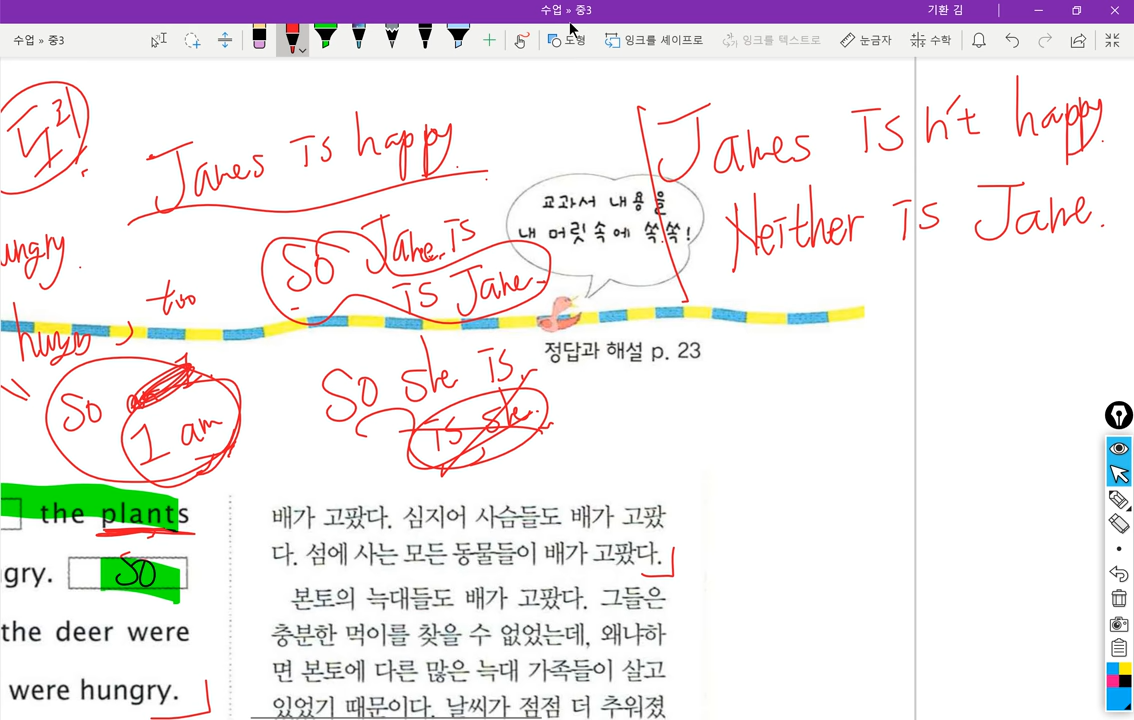 수업 » 중3
기환 김
수업 » 중3
도형
잉크를 셰이프로
잉크를 텍스트로
눈금자
수학
James is happy.
James isn't happy.
Neither is Jane.
교과서 내용을
내 머릿속에 쏙쏙!
So Jane is
is Jane.
ungry.
too
hungry,
정답과 해설 p. 23
So she is.
is she.
So
I am
the plants
gry. So
the deer were
were hungry.
배가 고팠다. 심지어 사슴들도 배가 고팠
다. 섬에 사는 모든 동물들이 배가 고팠다.
본토의 늑대들도 배가 고팠다. 그들은
충분한 먹이를 찾을 수 없었는데, 왜냐하
면 본토에 다른 많은 늑대 가족들이 살고
있었기 때문이다. 날씨가 점점 더 추워졌